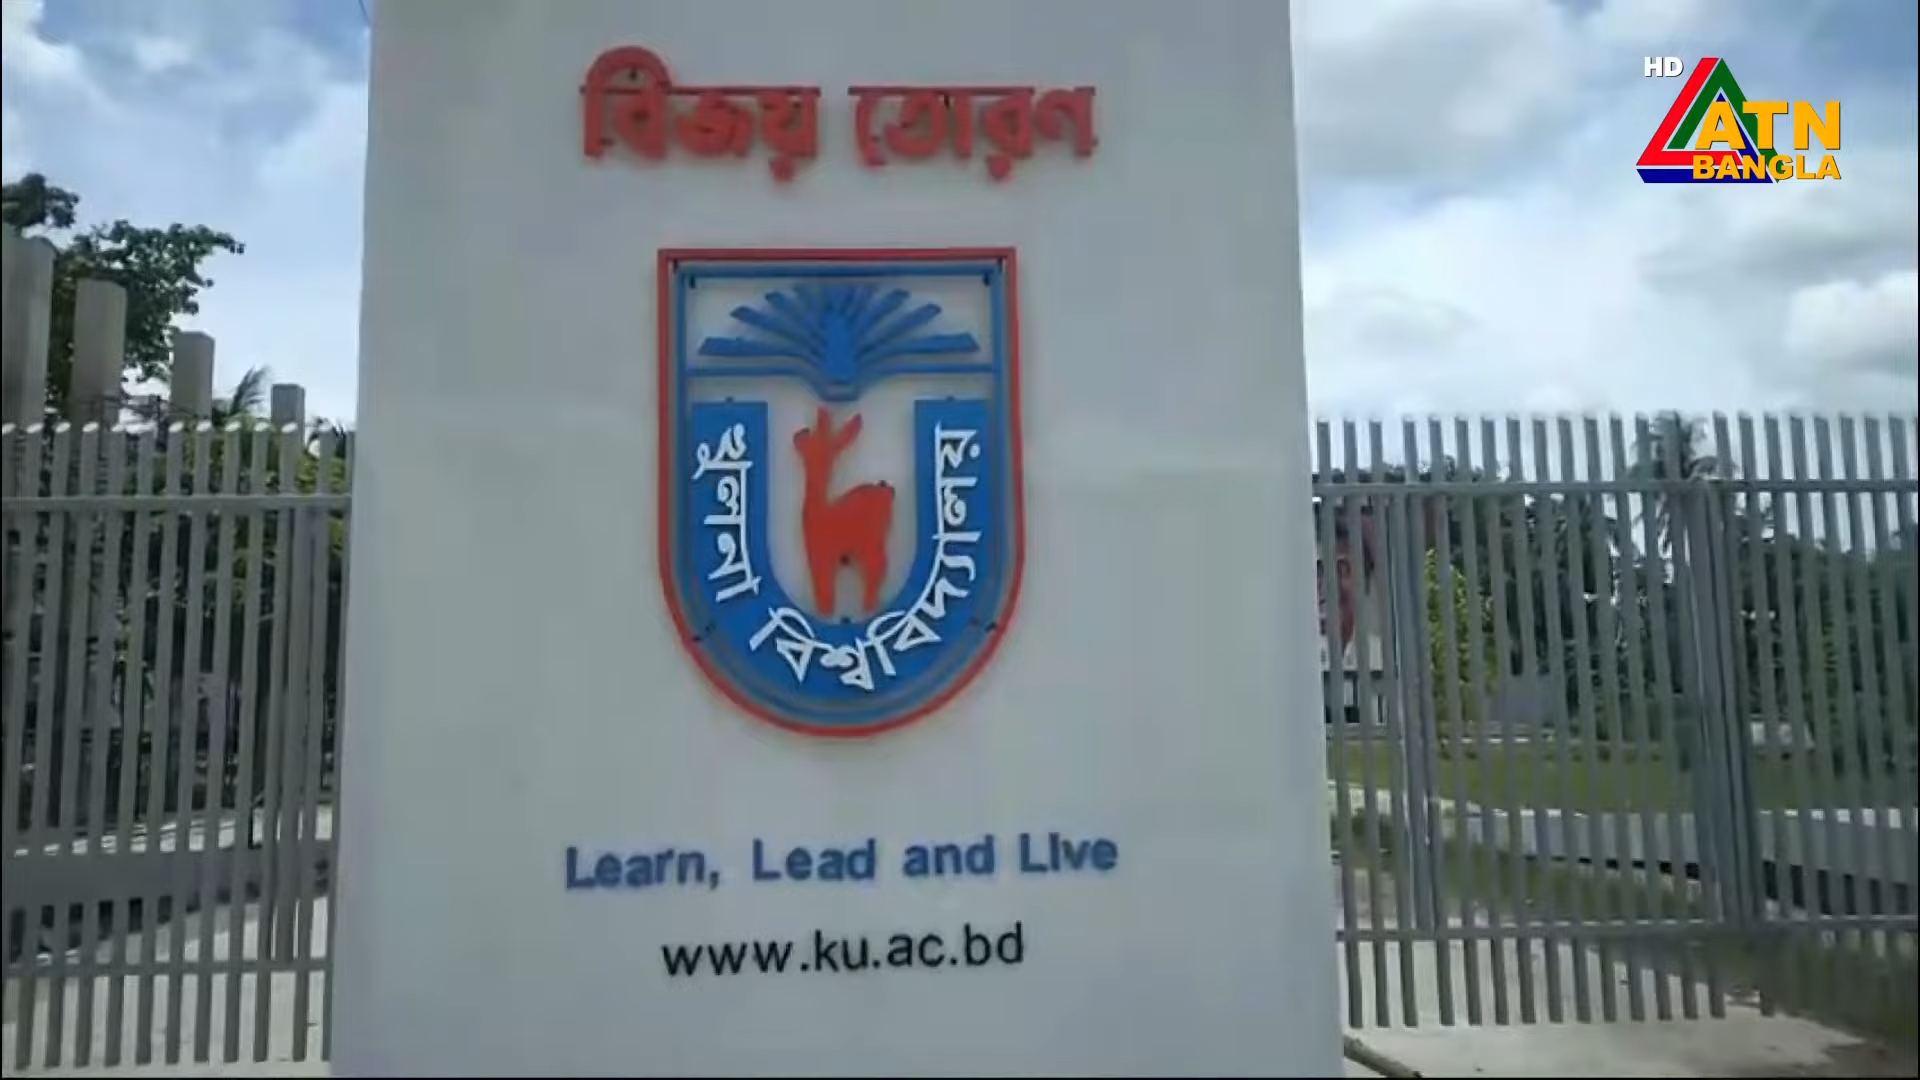 বিজয় তোরণ
খুলনা বিশ্ববিদ্যালয়
Learn, Lead and Live
www.ku.ac.bd
HD
ATN
BANGLA